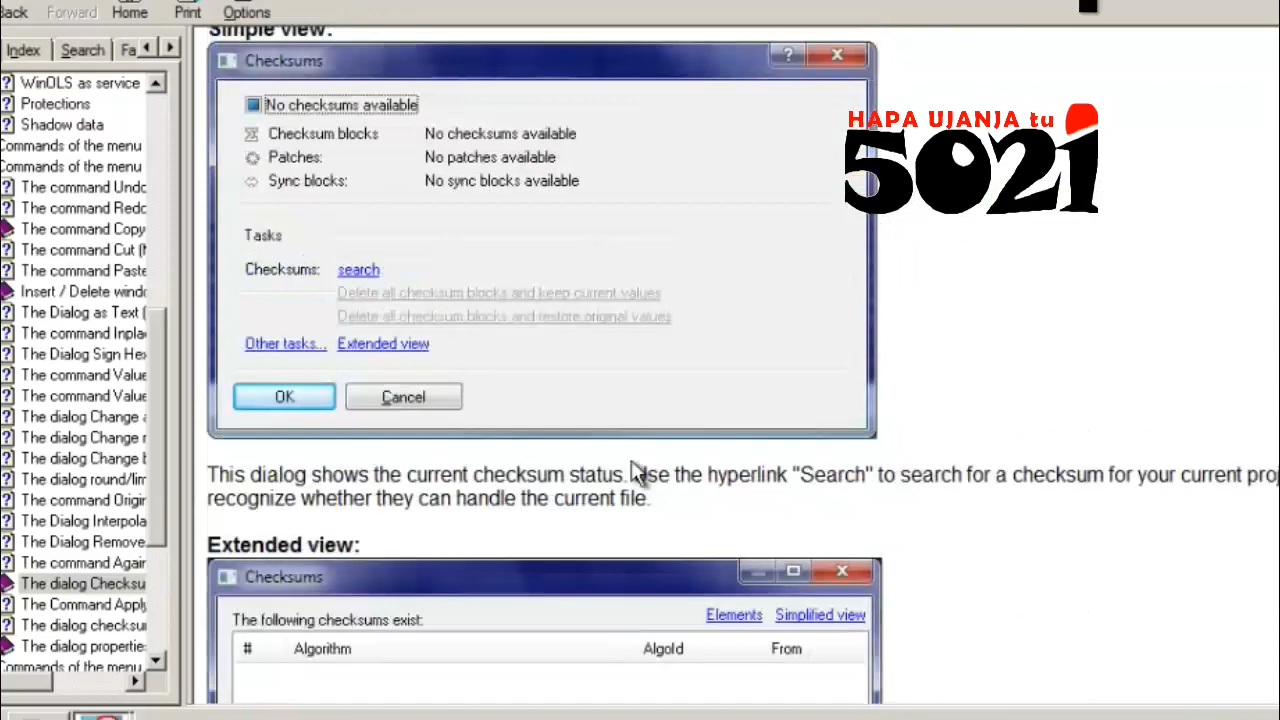 Back Forward Home Print Options
Index Search Fa
Simple view:
Checksums
HAPA UJANJA tu
5021
No checksums available
Checksum blocks No checksums available
Patches: No patches available
Sync blocks: No sync blocks available
Tasks
Checksums: search
Delete all checksum blocks and keep current values
Delete all checksum blocks and restore original values
Other tasks... Extended view
OK Cancel
This dialog shows the current checksum status. Use the hyperlink "Search" to search for a checksum for your current pro
recognize whether they can handle the current file.
Extended view:
Checksums
The following checksums exist: Elements Simplified view
# Algorithm AlgoId From
WinOLS as service
Protections
Shadow data
Commands of the menu
Commands of the menu
The command Undo
The command Redo
The command Copy
The command Cut (
The command Paste
Insert / Delete windo
The Dialog as Text (
The command Inplac
The Dialog Sign Hex
The command Value
The command Value
The dialog Change
The dialog Change
The dialog Change
The dialog round/lim
The command Origin
The Dialog Interpola
The Dialog Remove
The command Again
The dialog Checksu
The Command Apply
The dialog checksu
The dialog propertie
Commands of the menu